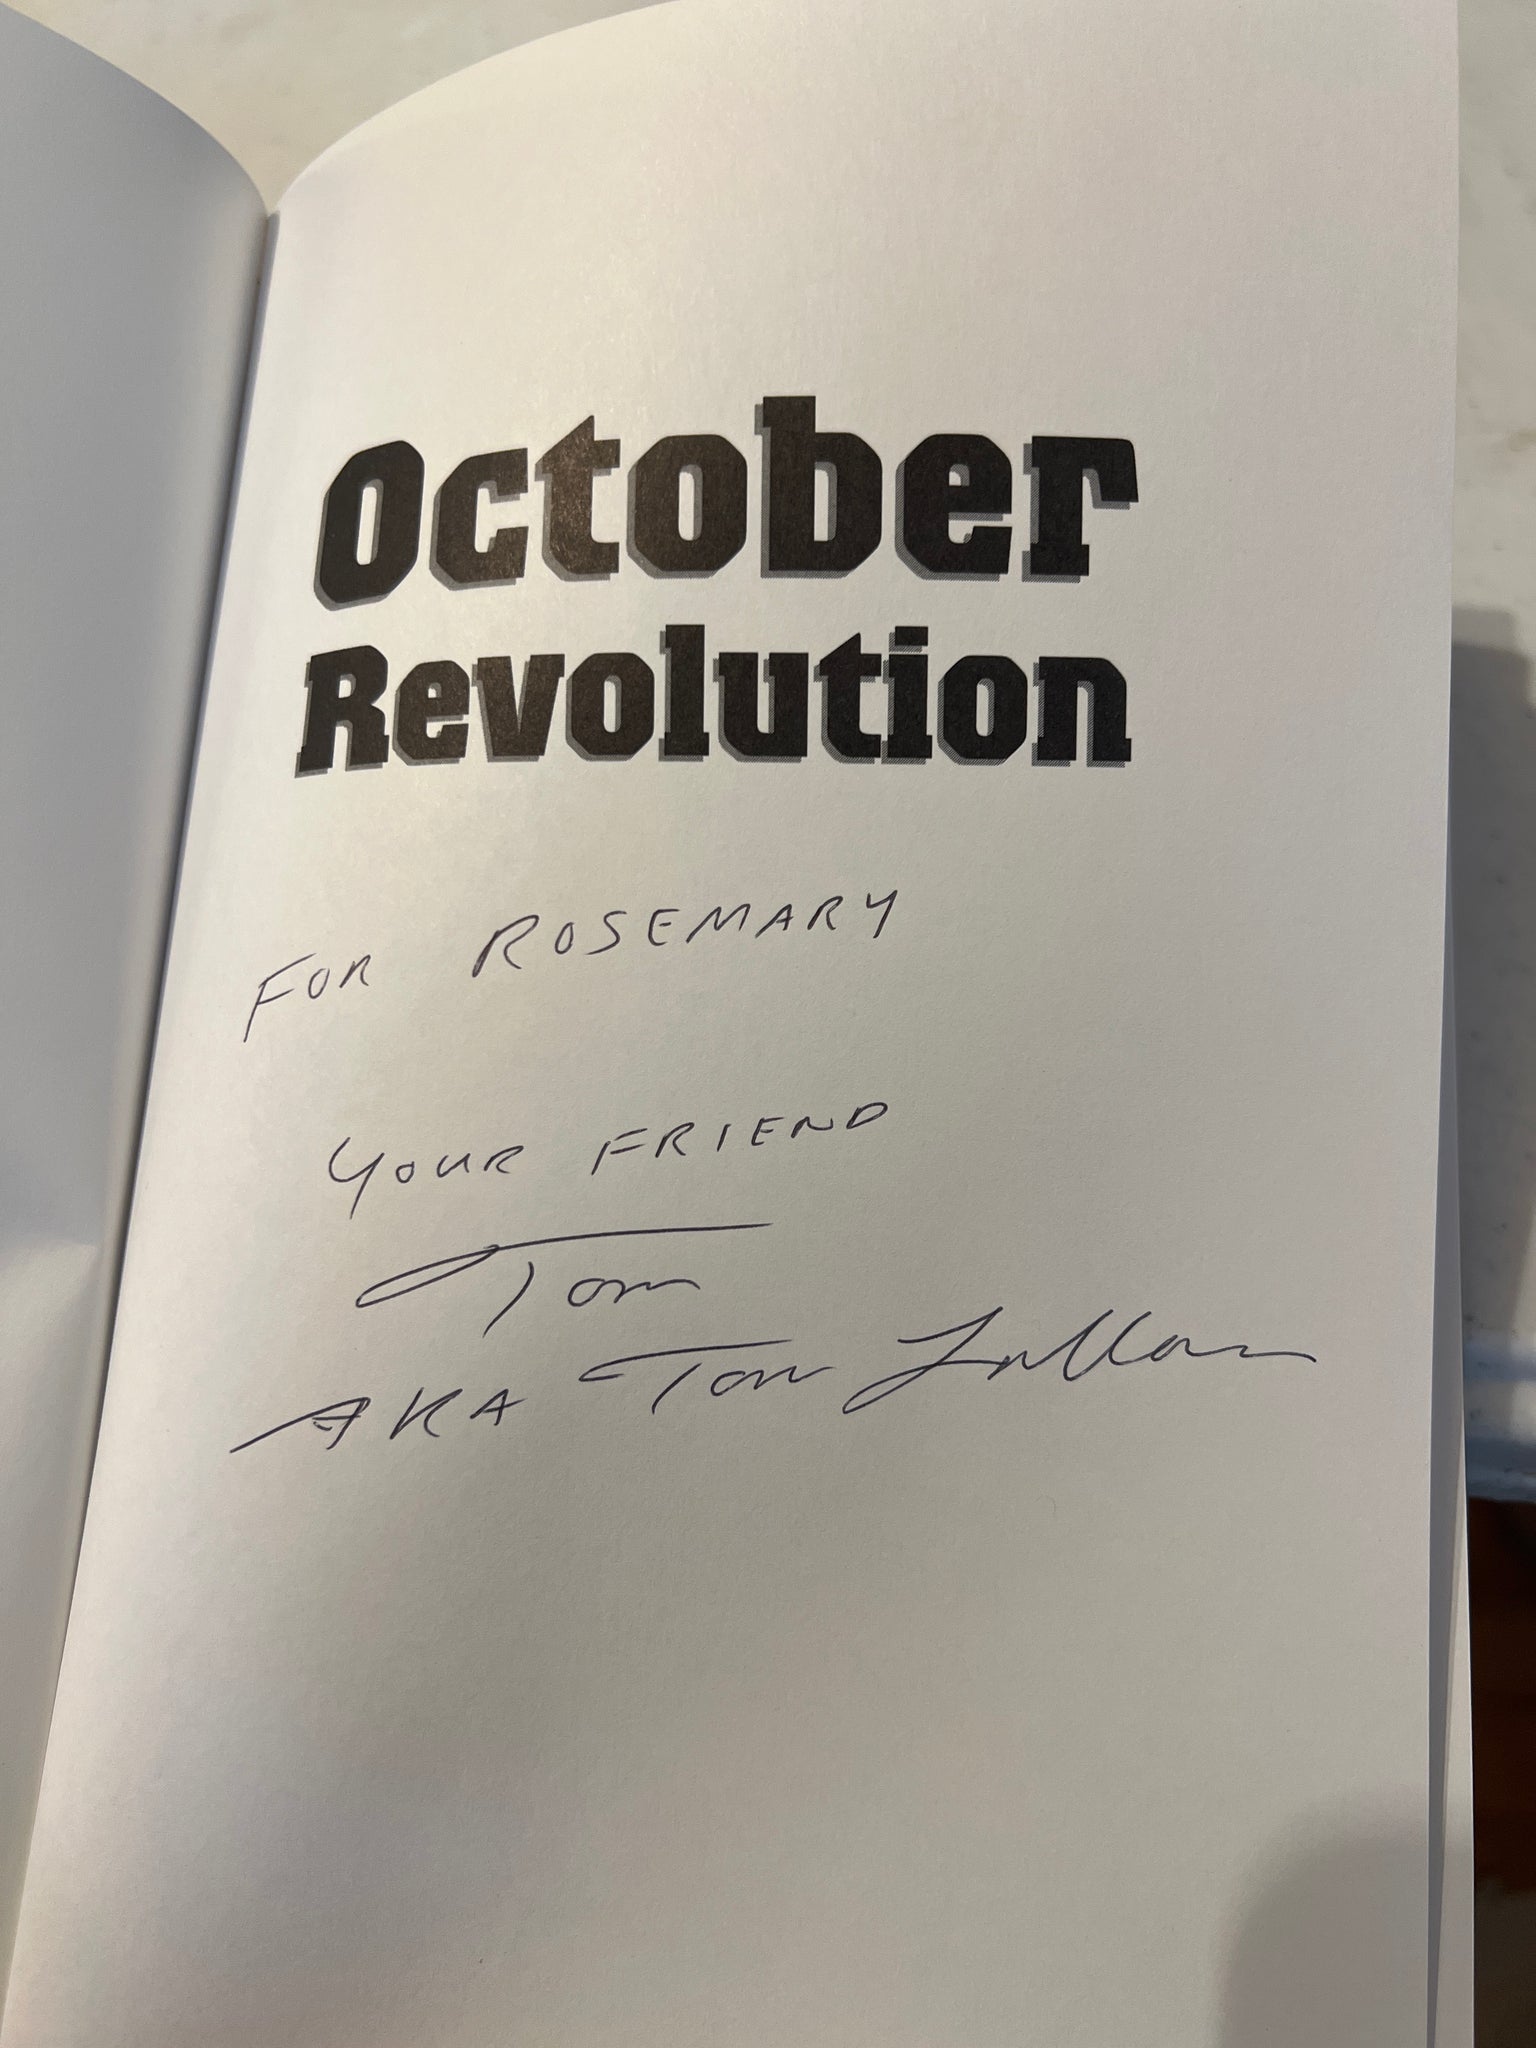 October
Revolution
FOR ROSEMARY
YOUR FRIEND
Tom
AKA Tom